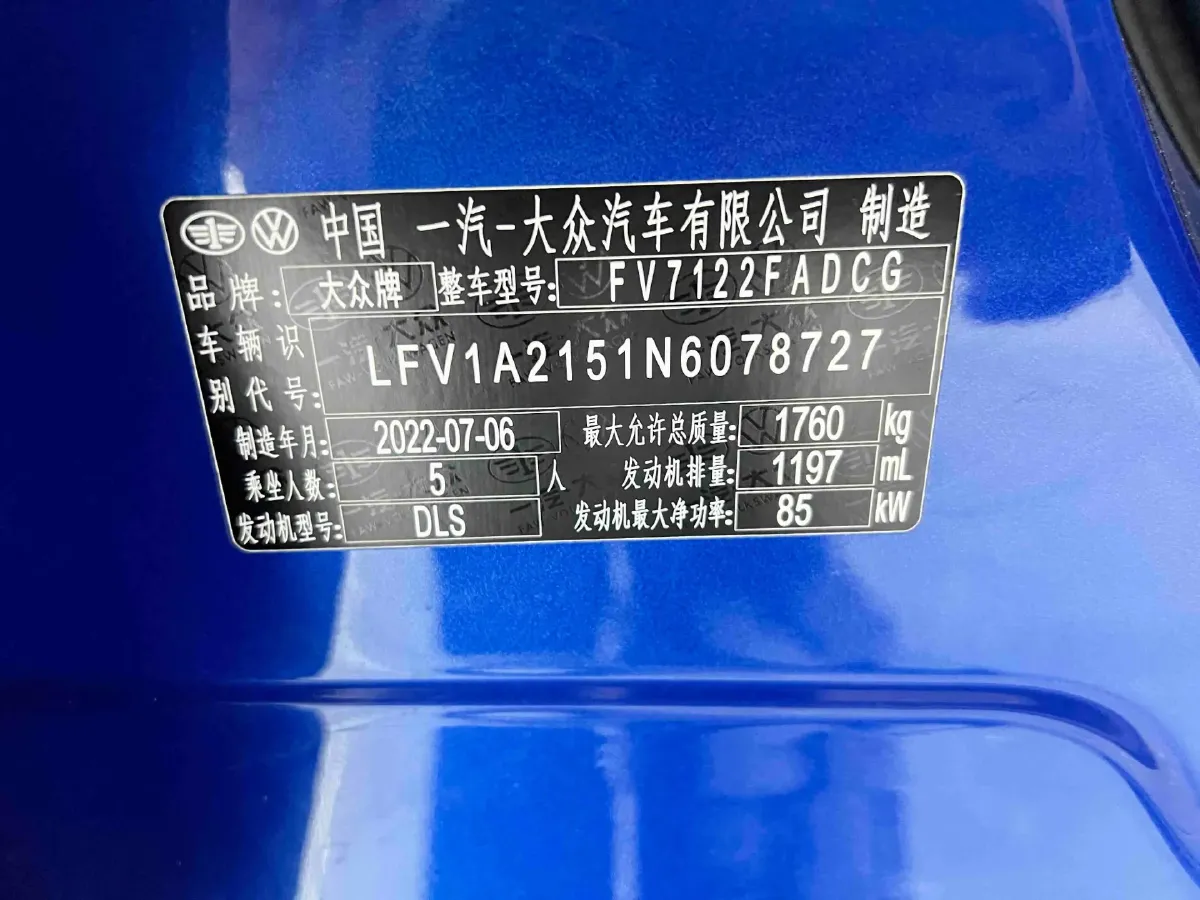 中国 一汽-大众汽车有限公司 制造
品牌: 大众牌 整车型号: FV7122FADCG
车辆识别代号: LFV1A2151N6078727
制造年月: 2022-07-06 最大允许总质量: 1760 kg
乘坐人数: 5 人 发动机排量: 1197 mL
发动机型号: DLS 发动机最大净功率: 85 kW